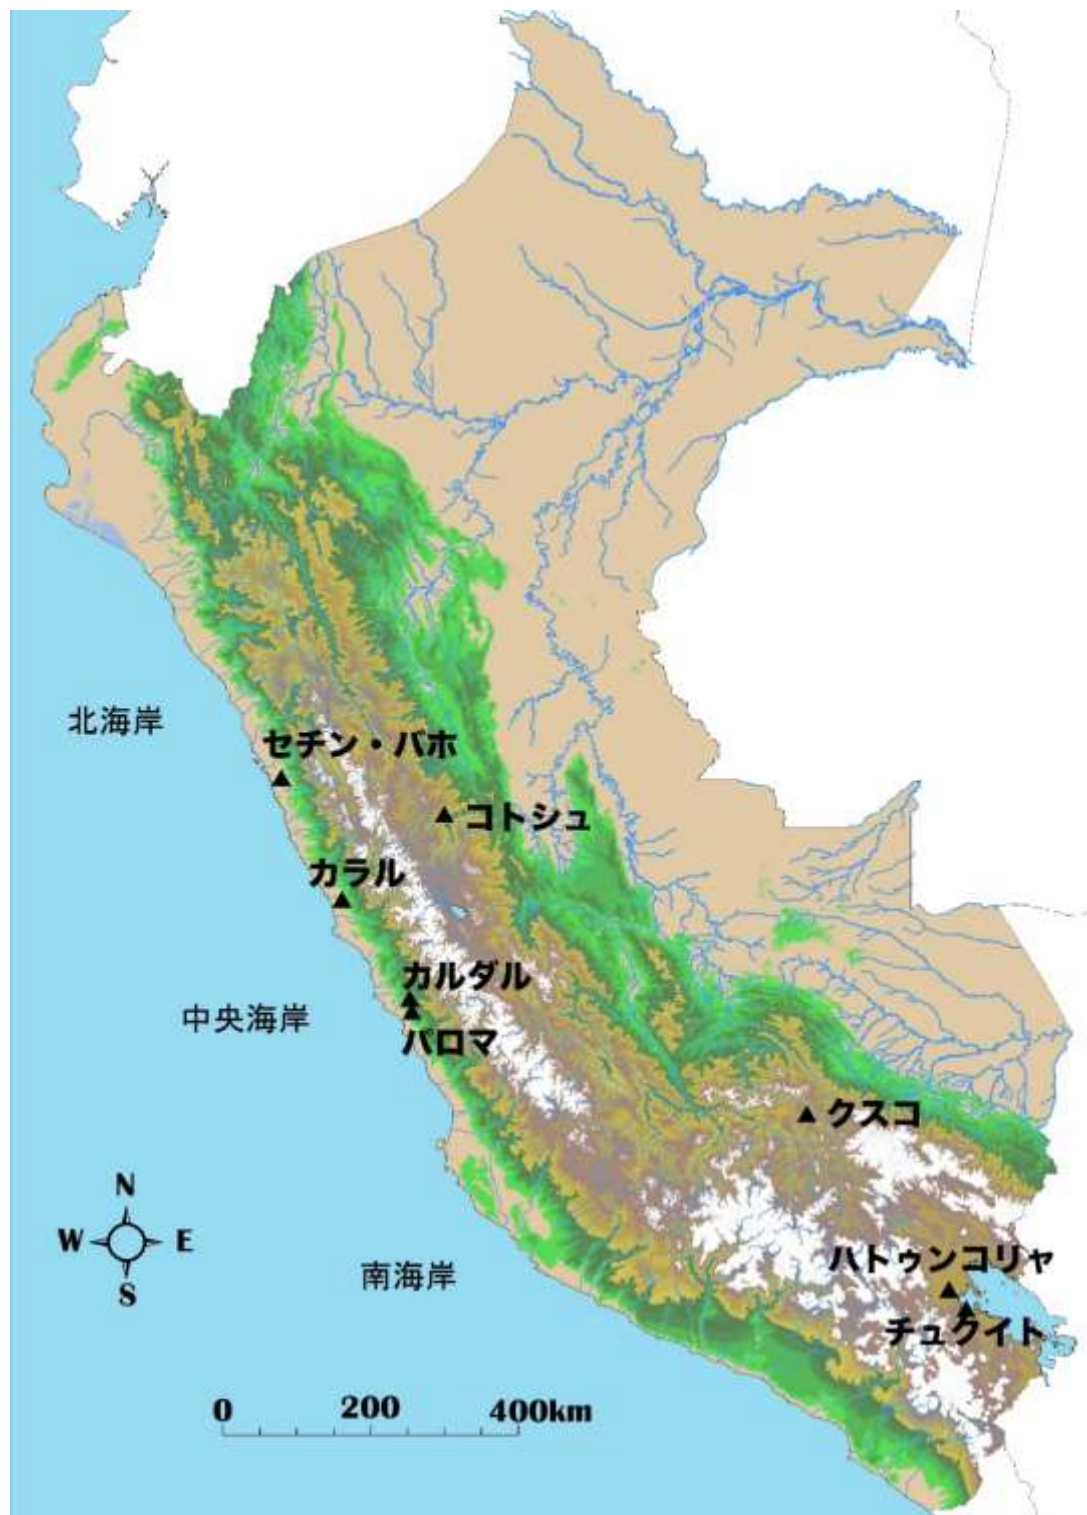 北海岸
セチン・バホ
コトシュ
カラル
カルダル
中央海岸
パロマ
クスコ
N
W
E
S
南海岸
ハトゥンコリャ
チュクイト
0
200
400km